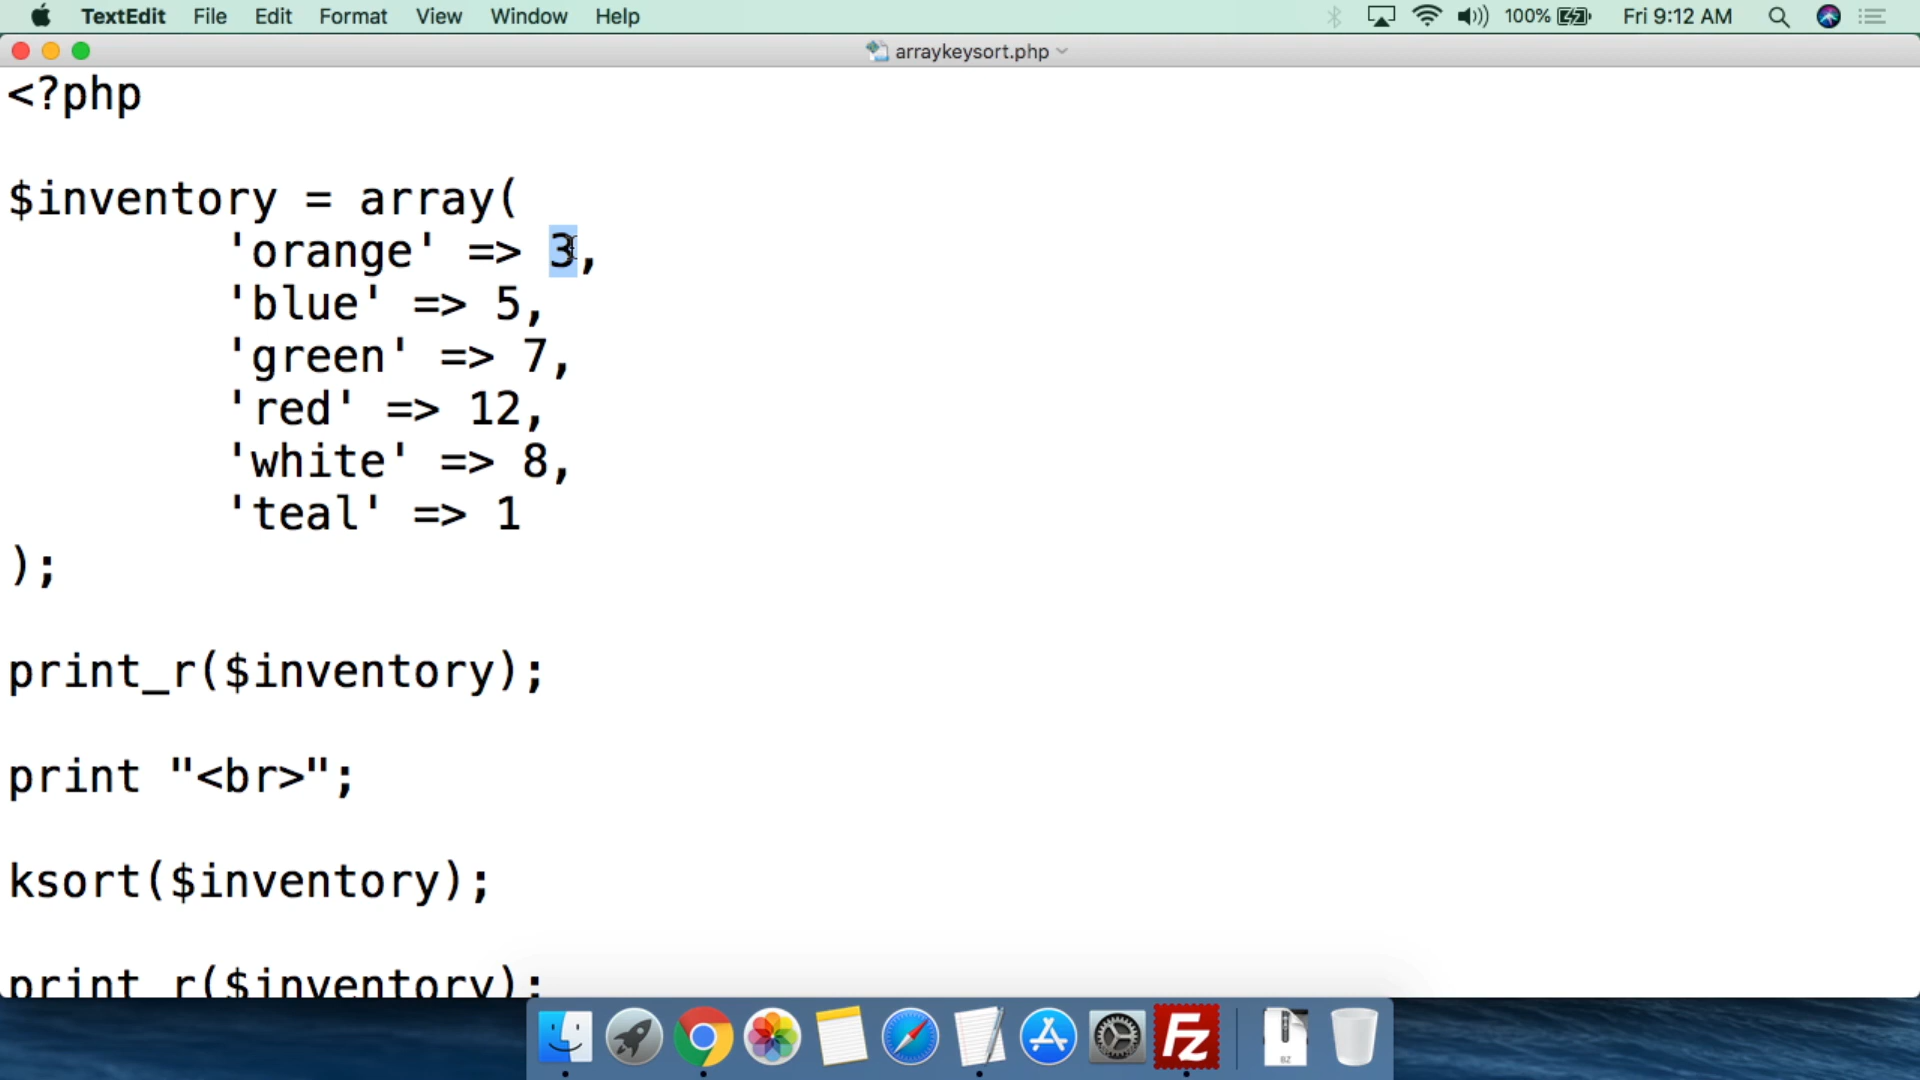 TextEdit File Edit Format View Window Help 100% Fri 9:12 AM
arraykeysort.php
<?php
$inventory = array(
'orange' => 3,
'blue' => 5,
'green' => 7,
'red' => 12,
'white' => 8,
'teal' => 1
);
print_r($inventory);
print "<br>";
ksort($inventory);
print_r($inventory);
BZ